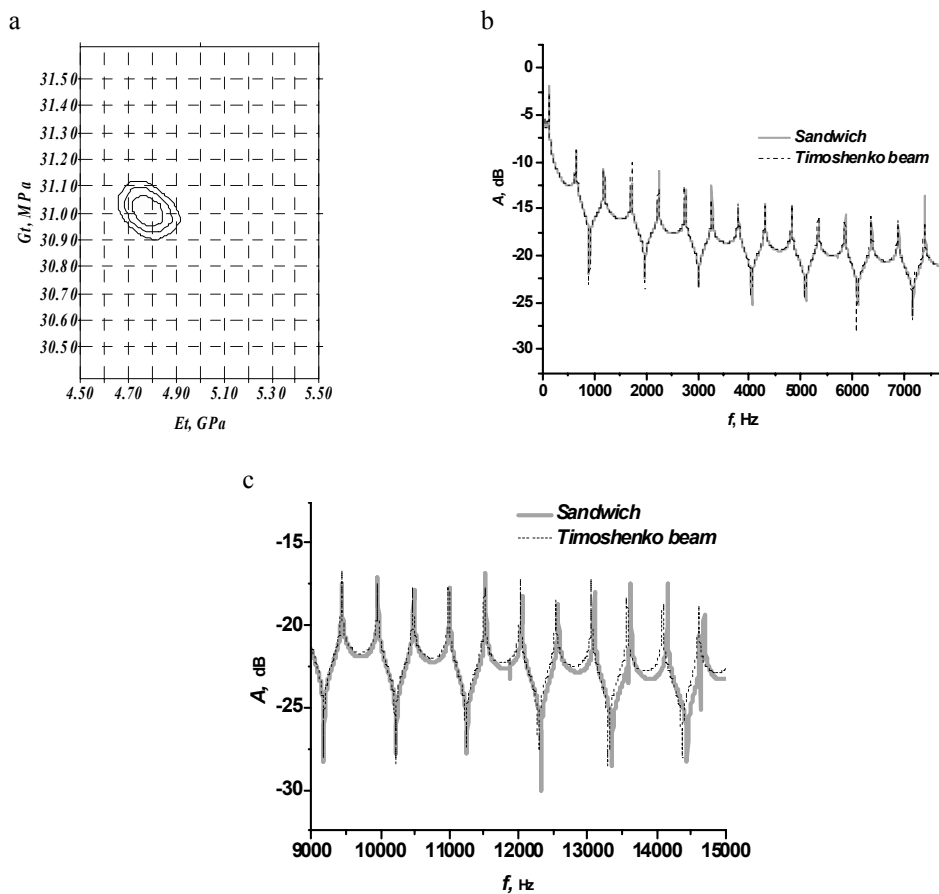 a
31.50
31.40
31.30
31.20
31.10
31.00
30.90
30.80
30.70
30.60
30.50
Gt, MPa
4.50 4.70 4.90 5.10 5.30 5.50
Et, GPa
b
0
-5
-10
-15
-20
-25
-30
A, dB
Sandwich
Timoshenko beam
0 1000 2000 3000 4000 5000 6000 7000
f, Hz
c
-15
-20
-25
-30
A, dB
Sandwich
Timoshenko beam
9000 10000 11000 12000 13000 14000 15000
f, Hz